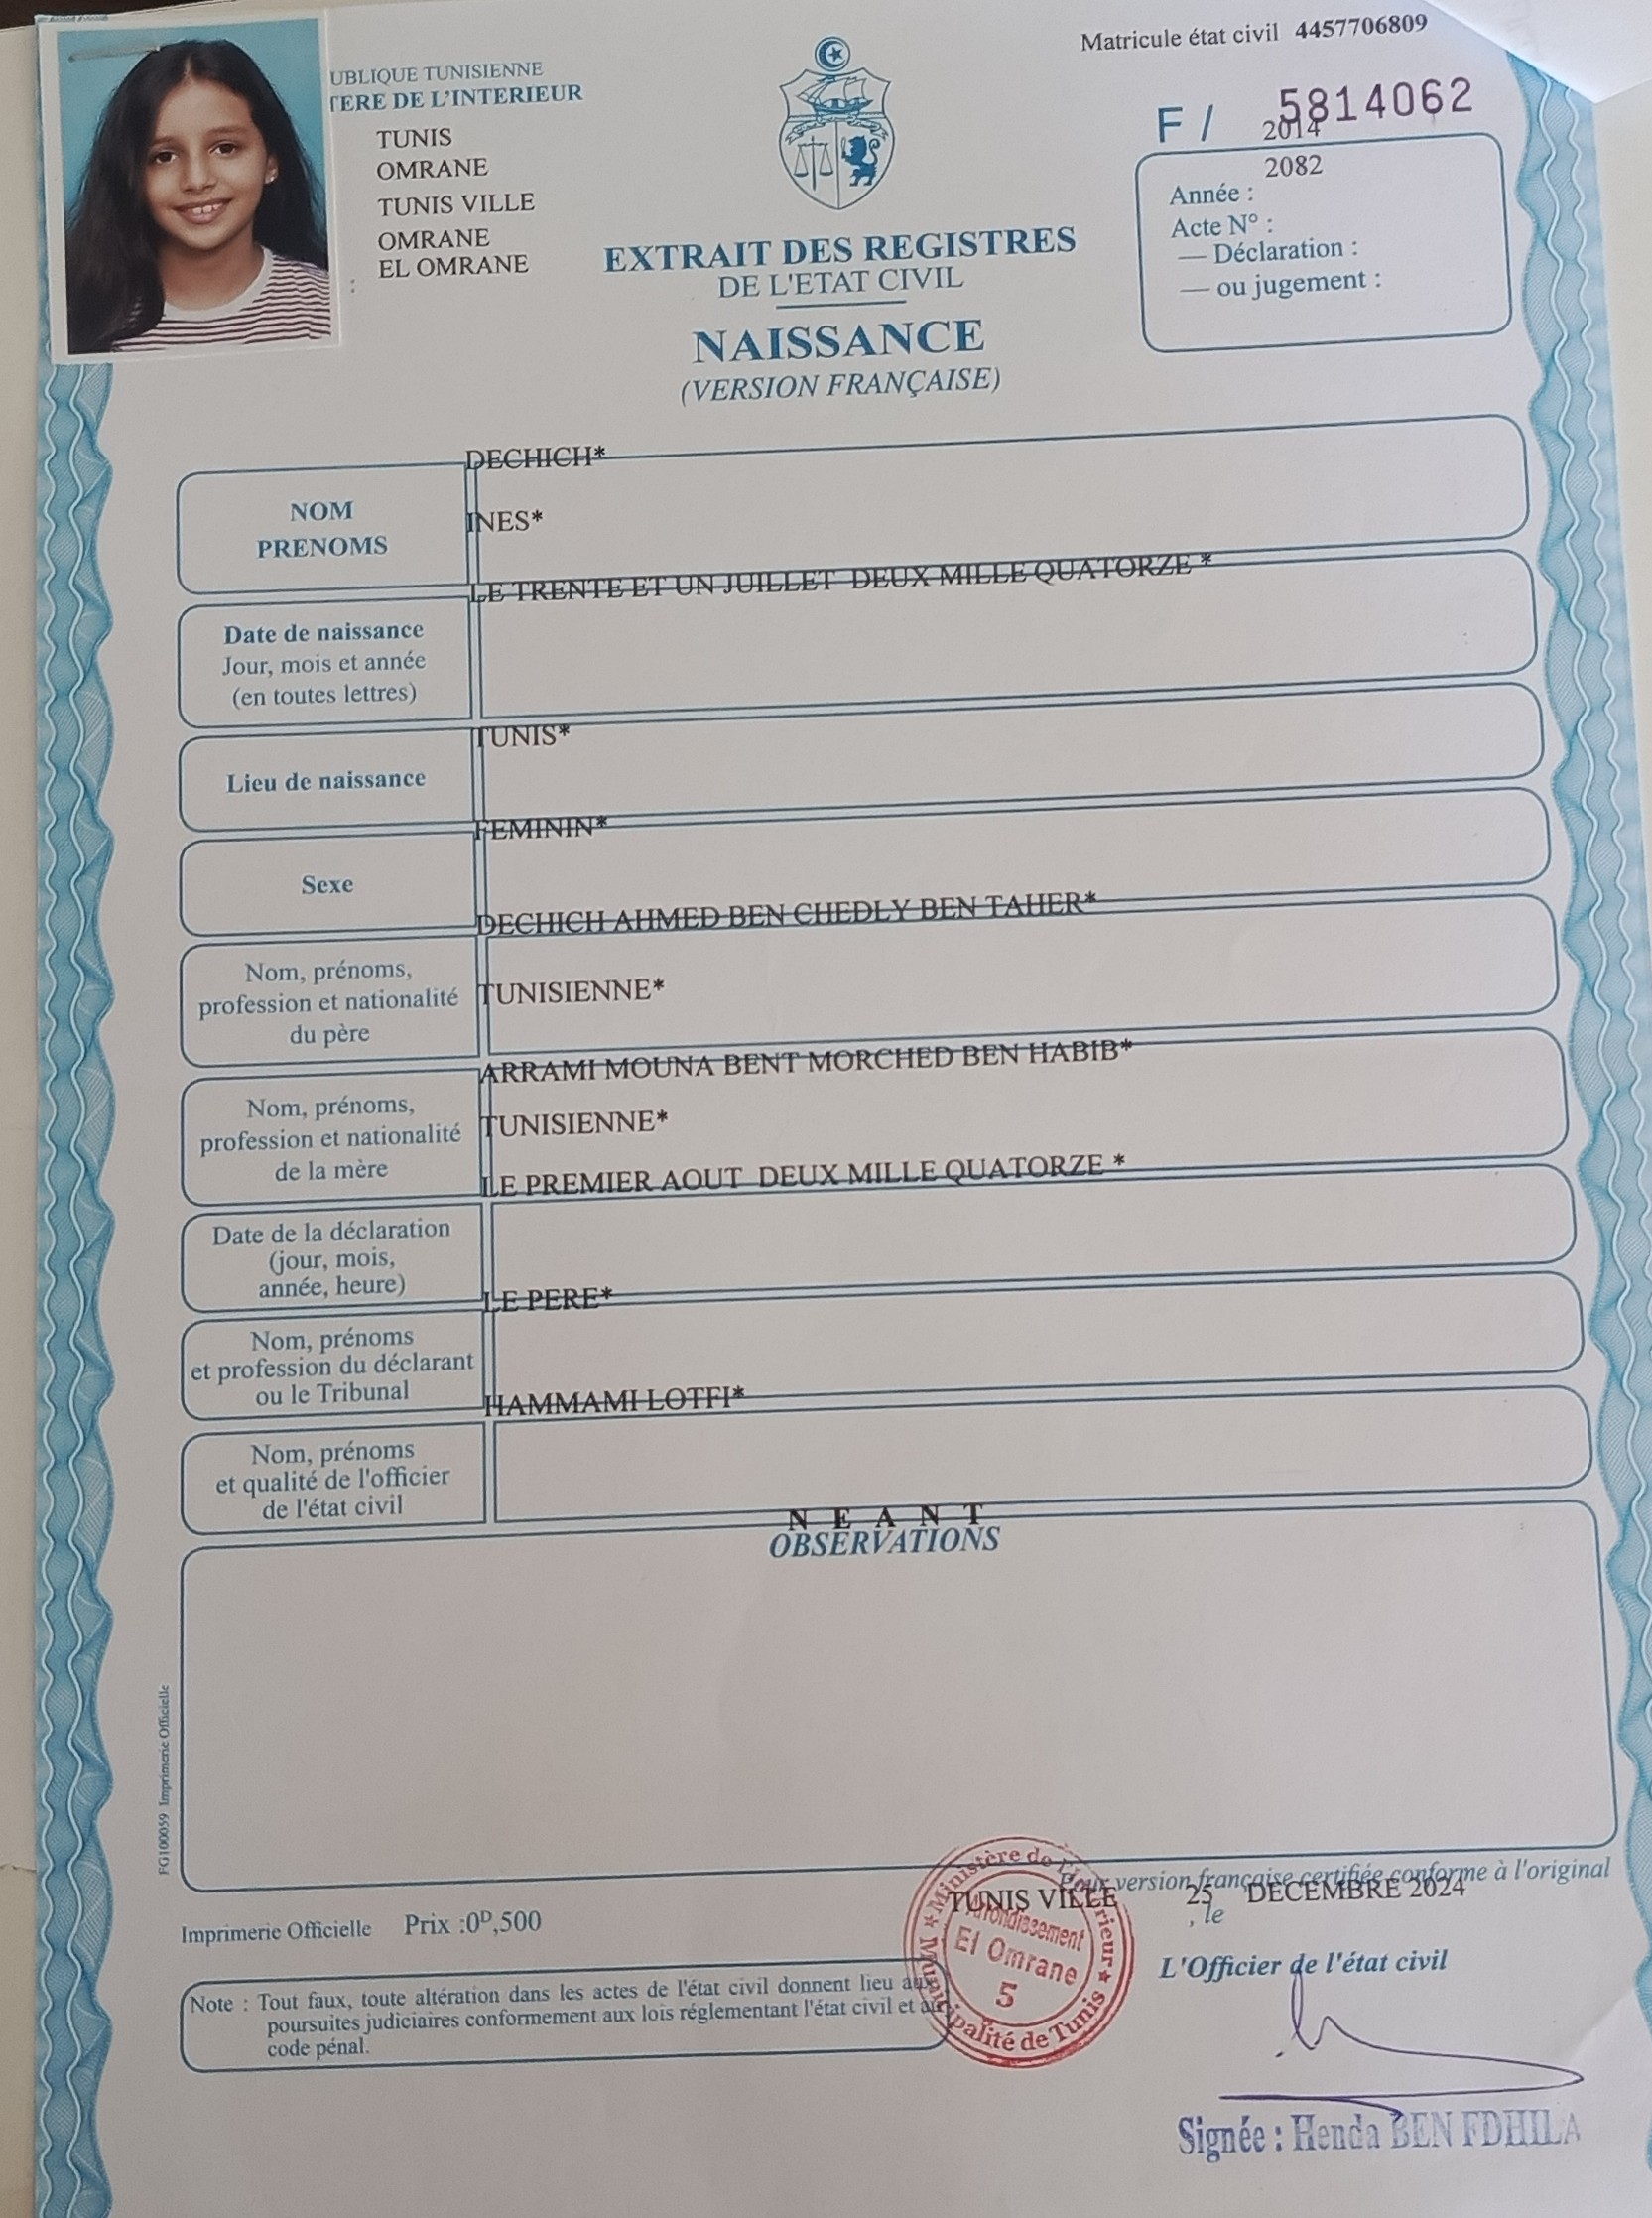 Matricule état civil 4457706809
UBLIQUE TUNISIENNE
TERE DE L'INTERIEUR
TUNIS
OMRANE
TUNIS VILLE
OMRANE
: EL OMRANE
F / 5814062
2014
2082
Année :
Acte N° :
— Déclaration :
— ou jugement :
EXTRAIT DES REGISTRES
DE L'ETAT CIVIL
NAISSANCE
(VERSION FRANÇAISE)
DECHICH*
NOM
PRENOMS
INES*
LE TRENTE ET UN JUILLET DEUX MILLE QUATORZE *
Date de naissance
Jour, mois et année
(en toutes lettres)
TUNIS*
Lieu de naissance
FEMININ*
Sexe
DECHICH AHMED BEN CHEDLY BEN TAHER*
Nom, prénoms,
profession et nationalité
du père
TUNISIENNE*
ARRAMI MOUNA BENT MORCHED BEN HABIB*
Nom, prénoms,
profession et nationalité
de la mère
TUNISIENNE*
LE PREMIER AOUT DEUX MILLE QUATORZE *
Date de la déclaration
(jour, mois,
année, heure)
LE PERE*
Nom, prénoms
et profession du déclarant
ou le Tribunal
HAMMAMI LOTFI*
Nom, prénoms
et qualité de l'officier
de l'état civil
N E A N T
OBSERVATIONS
FG100059 Imprimerie Officielle
Pour version française certifiée conforme à l'original
TUNIS VILLE 25 DECEMBRE 2024
, le
Imprimerie Officielle Prix :0ᴰ,500
L'Officier de l'état civil
Note : Tout faux, toute altération dans les actes de l'état civil donnent lieu aux
poursuites judiciaires conformement aux lois réglementant l'état civil et au
code pénal.
★ Ministère de l'Intérieur ★ Municipalité de Tunis
Arrondissement
El Omrane
5
Signée : Henda BEN FDHILA